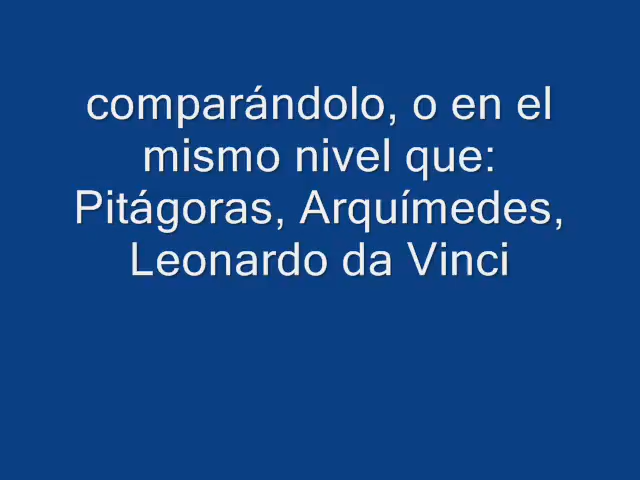 comparándolo, o en el
mismo nivel que:
Pitágoras, Arquímedes,
Leonardo da Vinci